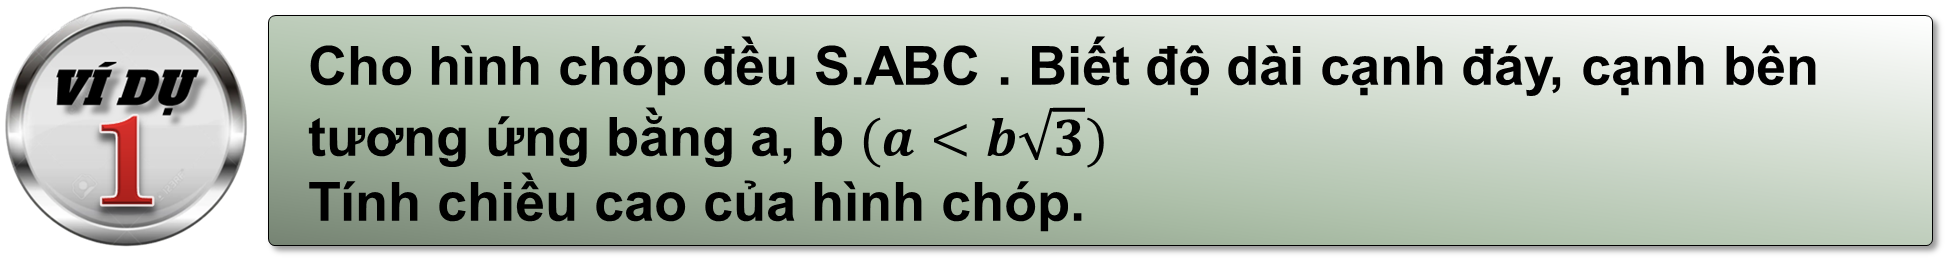 VÍ DỤ
1
Cho hình chóp đều S.ABC . Biết độ dài cạnh đáy, cạnh bên
tương ứng bằng a, b (a < b√3)
Tính chiều cao của hình chóp.